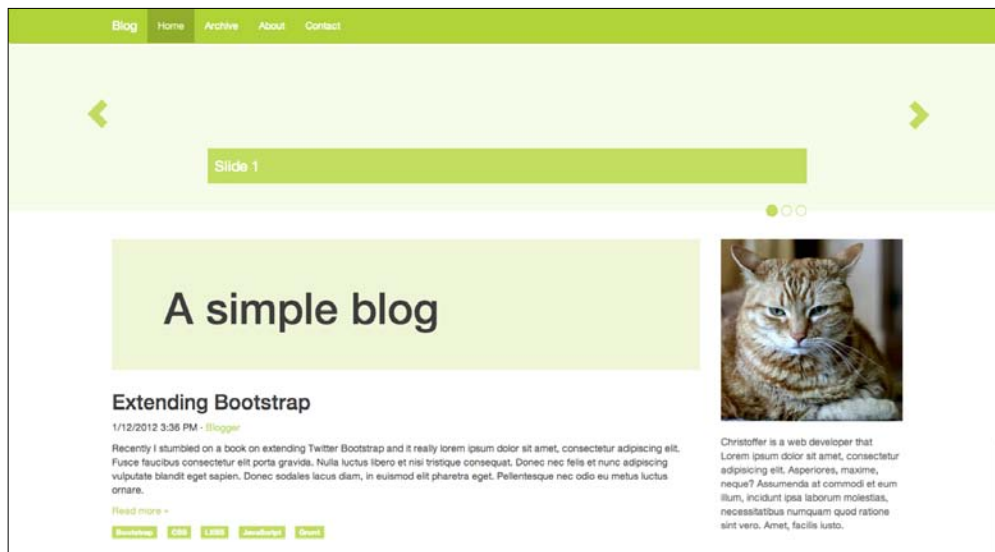 Blog Home Archive About Contact
Slide 1
A simple blog
Extending Bootstrap
1/12/2012 3:36 PM - Blogger
Recently I stumbled on a book on extending Twitter Bootstrap and it really lorem ipsum dolor sit amet, consectetur adipiscing elit.
Fusce faucibus consectetur elit porta gravida. Nulla luctus libero et nisi tristique consequat. Donec nec felis et nunc adipiscing
vulputate blandit eget sapien. Donec sodales lacus diam, in euismod elit pharetra eget. Pellentesque nec odio eu metus luctus
ornare.
Read more »
Bootstrap CSS LESS JavaScript Grunt
Christoffer is a web developer that
Lorem ipsum dolor sit amet, consectetur
adipisicing elit. Asperiores, maxime,
neque? Assumenda at commodi et eum
illum, incidunt ipsa laborum molestias,
necessitatibus numquam quod ratione
sint vero. Amet, facilis iusto.